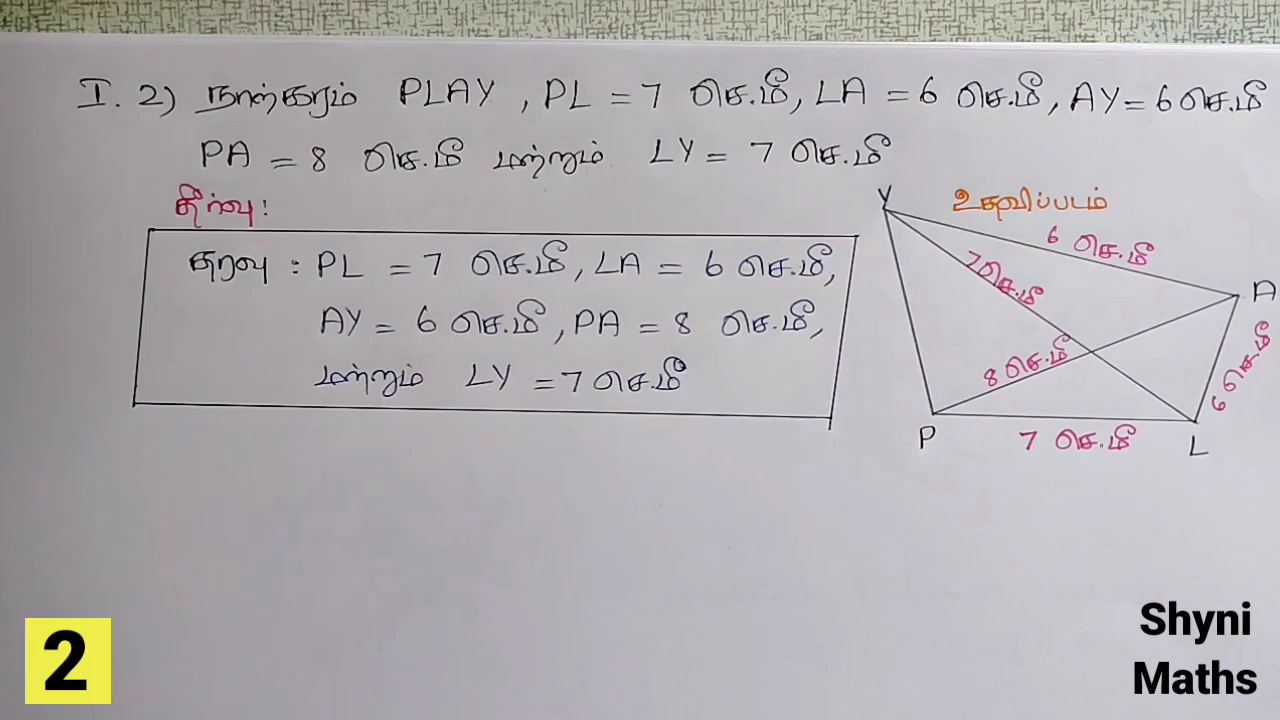 I. 2) நாற்கரம் PLAY , PL = 7 செ.மீ, LA = 6 செ.மீ, AY = 6 செ.மீ
PA = 8 செ.மீ மற்றும் LY = 7 செ.மீ
தீர்வு :
உதவிப்படம்
தரவு : PL = 7 செ.மீ, LA = 6 செ.மீ,
AY = 6 செ.மீ, PA = 8 செ.மீ,
மற்றும் LY = 7 செ.மீ
Y
6 செ.மீ
7செ.மீ
A
8 செ.மீ
6 செ.மீ
P
7 செ.மீ
L
2
Shyni
Maths